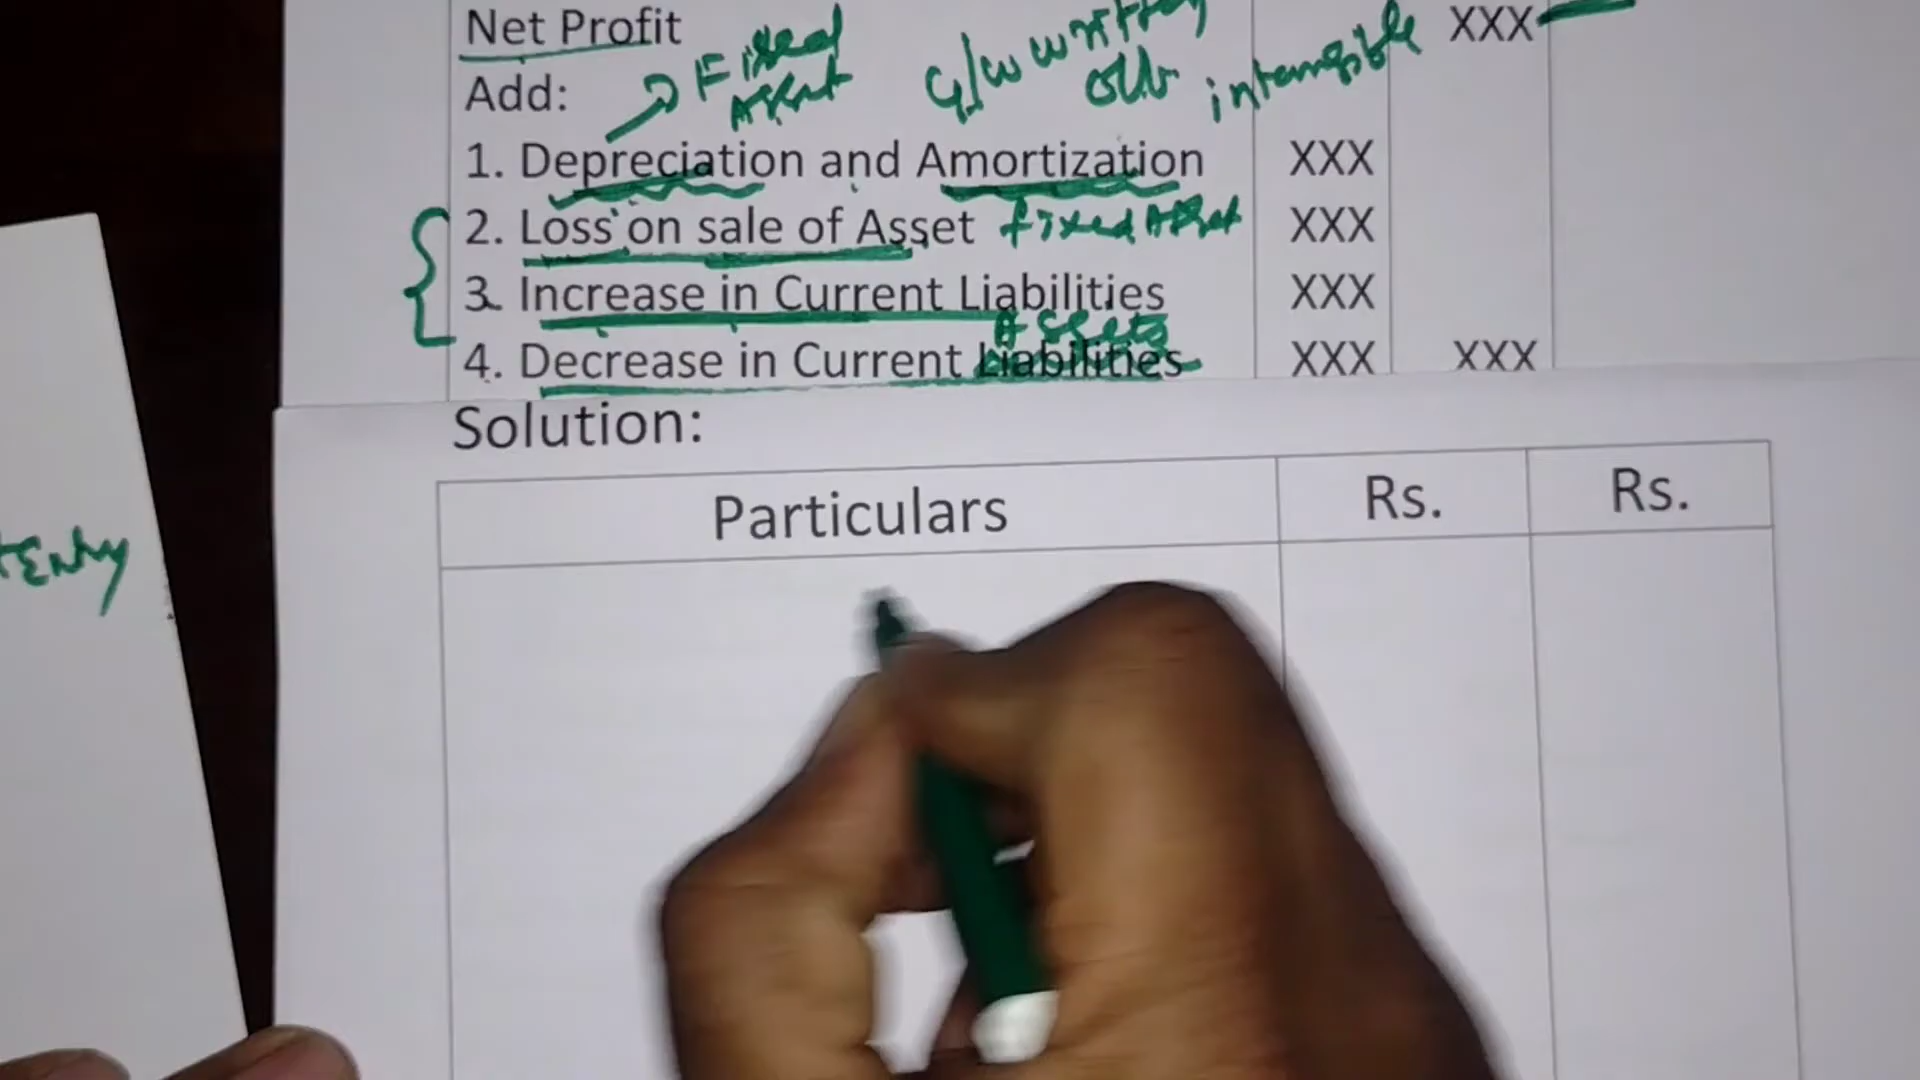 Net Profit XXX
Fixed Asset G/w written off intangible
Add:
1. Depreciation and Amortization XXX
2. Loss on sale of Asset fixed Asset XXX
3. Increase in Current Liabilities XXX
Assets
4. Decrease in Current Liabilities XXX XXX
Solution:
Particulars Rs. Rs.
Entry